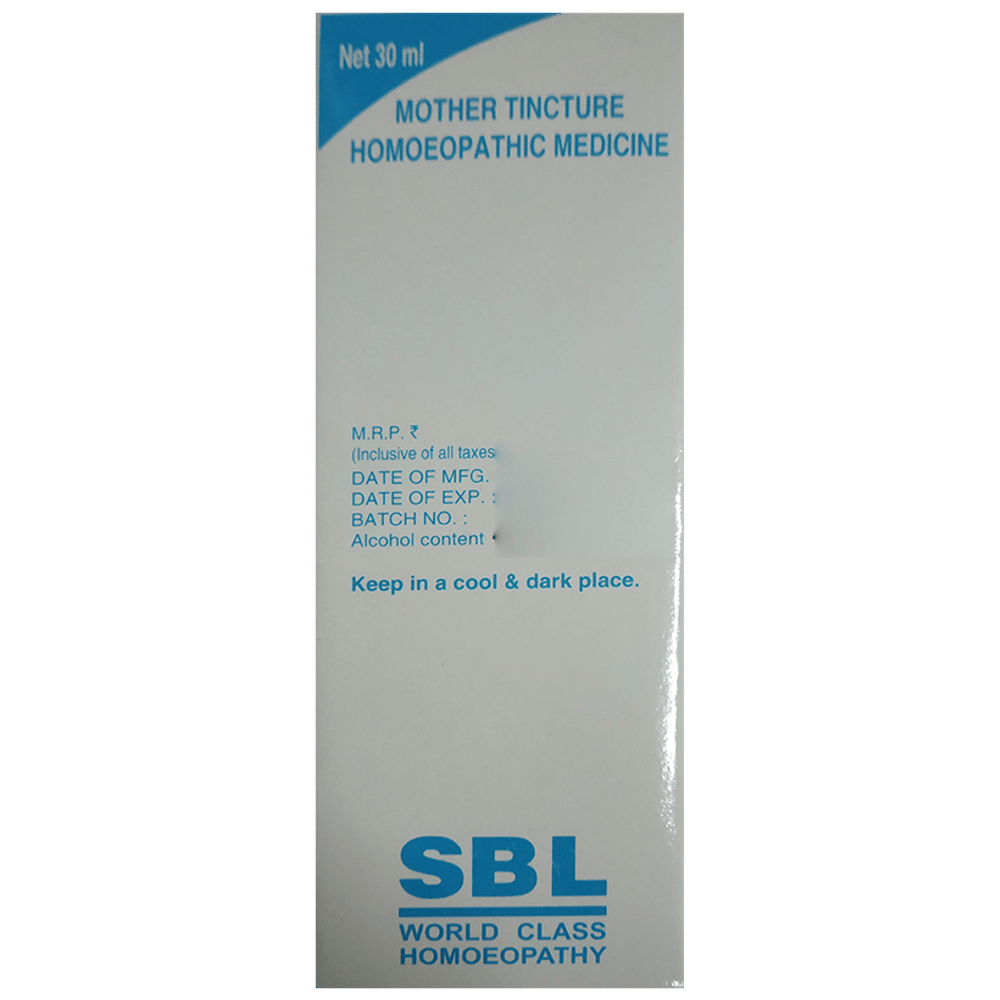 Net 30 ml
MOTHER TINCTURE
HOMOEOPATHIC MEDICINE
M.R.P. ₹
(Inclusive of all taxes
DATE OF MFG.
DATE OF EXP. :
BATCH NO. :
Alcohol content
Keep in a cool & dark place.
SBL
WORLD CLASS
HOMOEOPATHY